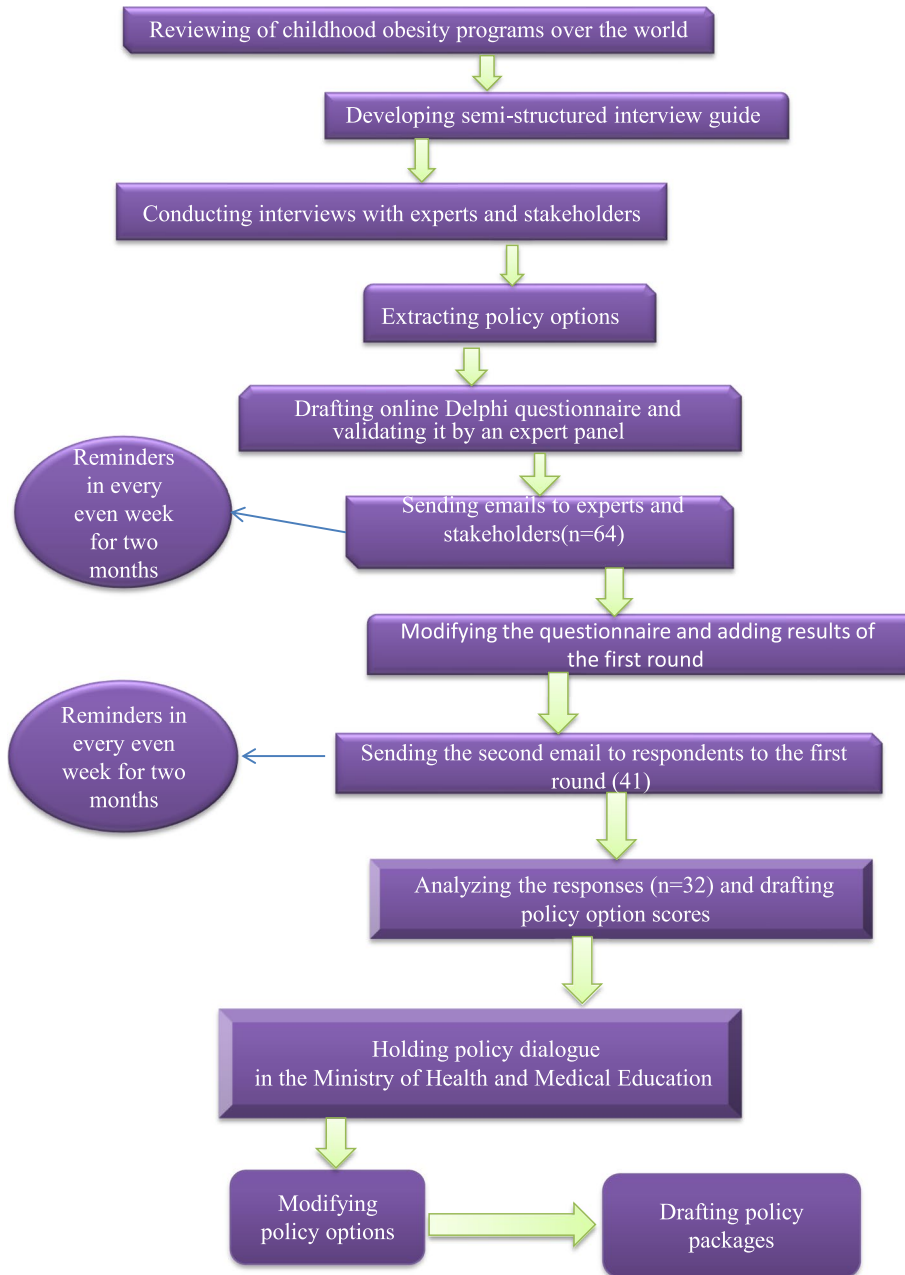 Reviewing of childhood obesity programs over the world
Developing semi-structured interview guide
Conducting interviews with experts and stakeholders
Extracting policy options
Drafting online Delphi questionnaire and
validating it by an expert panel
Reminders
in every
even week
for two
months
Sending emails to experts and
stakeholders(n=64)
Modifying the questionnaire and adding results of
the first round
Reminders in
every even
week for two
months
Sending the second email to respondents to the first
round (41)
Analyzing the responses (n=32) and drafting
policy option scores
Holding policy dialogue
in the Ministry of Health and Medical Education
Modifying
policy options
Drafting policy
packages